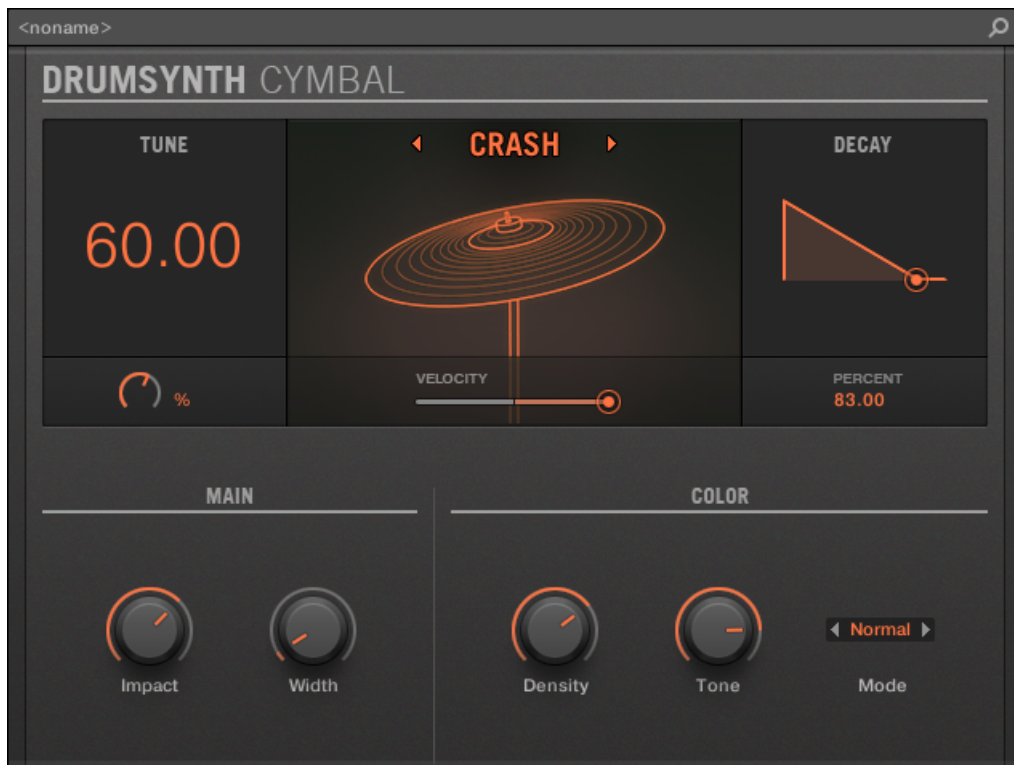 <noname>
DRUMSYNTH CYMBAL
TUNE
CRASH
DECAY
60.00
%
VELOCITY
PERCENT
83.00
MAIN
COLOR
Impact
Width
Density
Tone
Normal
Mode